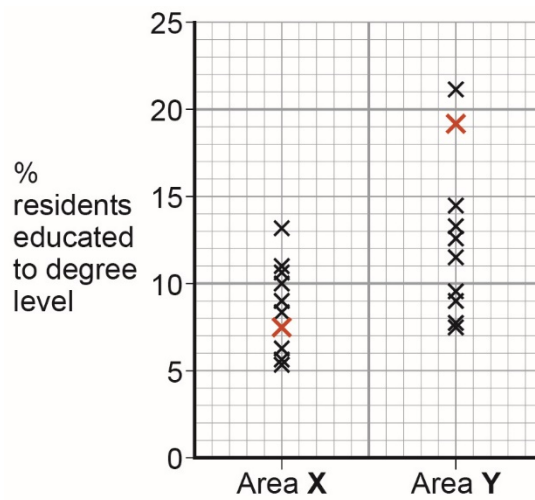 25
20
15
10
5
0
%
residents
educated
to degree
level
Area X
Area Y